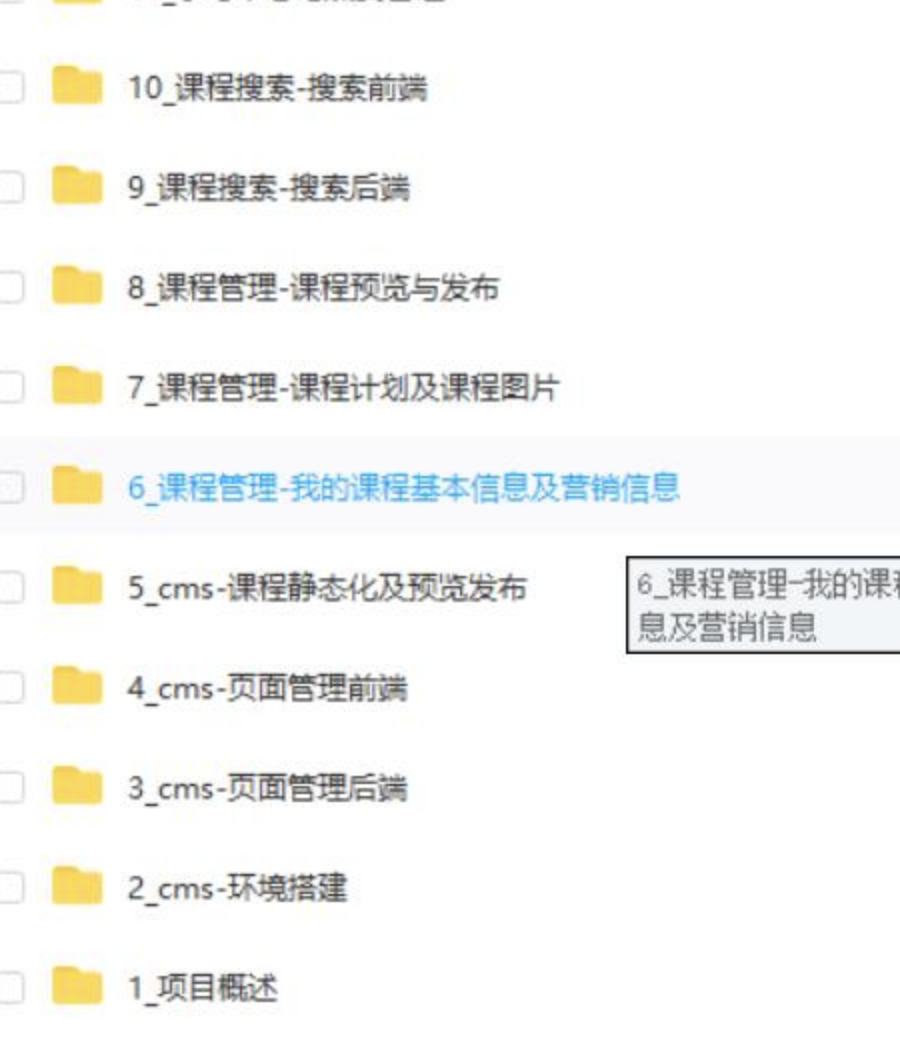 10_课程搜索-搜索前端
9_课程搜索-搜索后端
8_课程管理-课程预览与发布
7_课程管理-课程计划及课程图片
6_课程管理-我的课程基本信息及营销信息
5_cms-课程静态化及预览发布
6_课程管理-我的课
息及营销信息
4_cms-页面管理前端
3_cms-页面管理后端
2_cms-环境搭建
1_项目概述